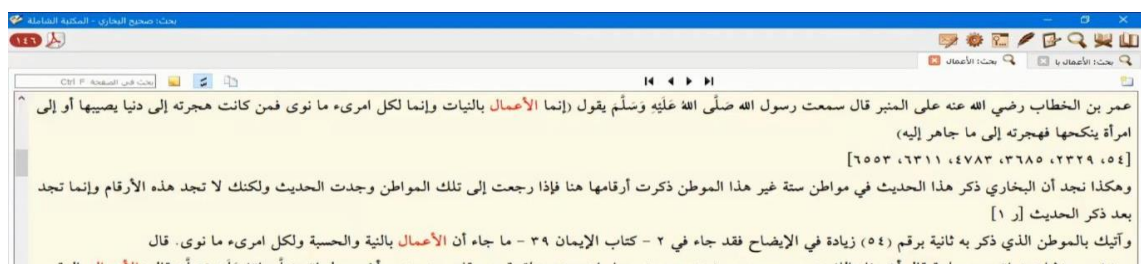 بحث: صحيح البخاري - المكتبة الشاملة
١٤٦
بحث: الأعمال با
بحث: الأعمال
بحث في الصفحة Ctrl F
عمر بن الخطاب رضي الله عنه على المنبر قال سمعت رسول الله صَلَّى اللهُ عَلَيْهِ وَسَلَّمَ يقول (إنما الأعمال بالنيات وإنما لكل امرىء ما نوى فمن كانت هجرته إلى دنيا يصيبها أو إلى
امرأة ينكحها فهجرته إلى ما جاهر إليه)
[٥٤، ٢٣٢٩، ٣٦٨٥، ٤٧٨٣، ٦٣١١، ٦٥٥٣]
وهكذا نجد أن البخاري ذكر هذا الحديث في مواطن ستة غير هذا الموطن ذكرت أرقامها هنا فإذا رجعت إلى تلك المواطن وجدت الحديث ولكنك لا تجد هذه الأرقام وإنما تجد
بعد ذكر الحديث [ر ١]
وآتيك بالموطن الذي ذكر به ثانية برقم (٥٤) زيادة في الإيضاح فقد جاء في ٢ - كتاب الإيمان ٣٩ - ما جاء أن الأعمال بالنية والحسبة ولكل امرىء ما نوى. قال